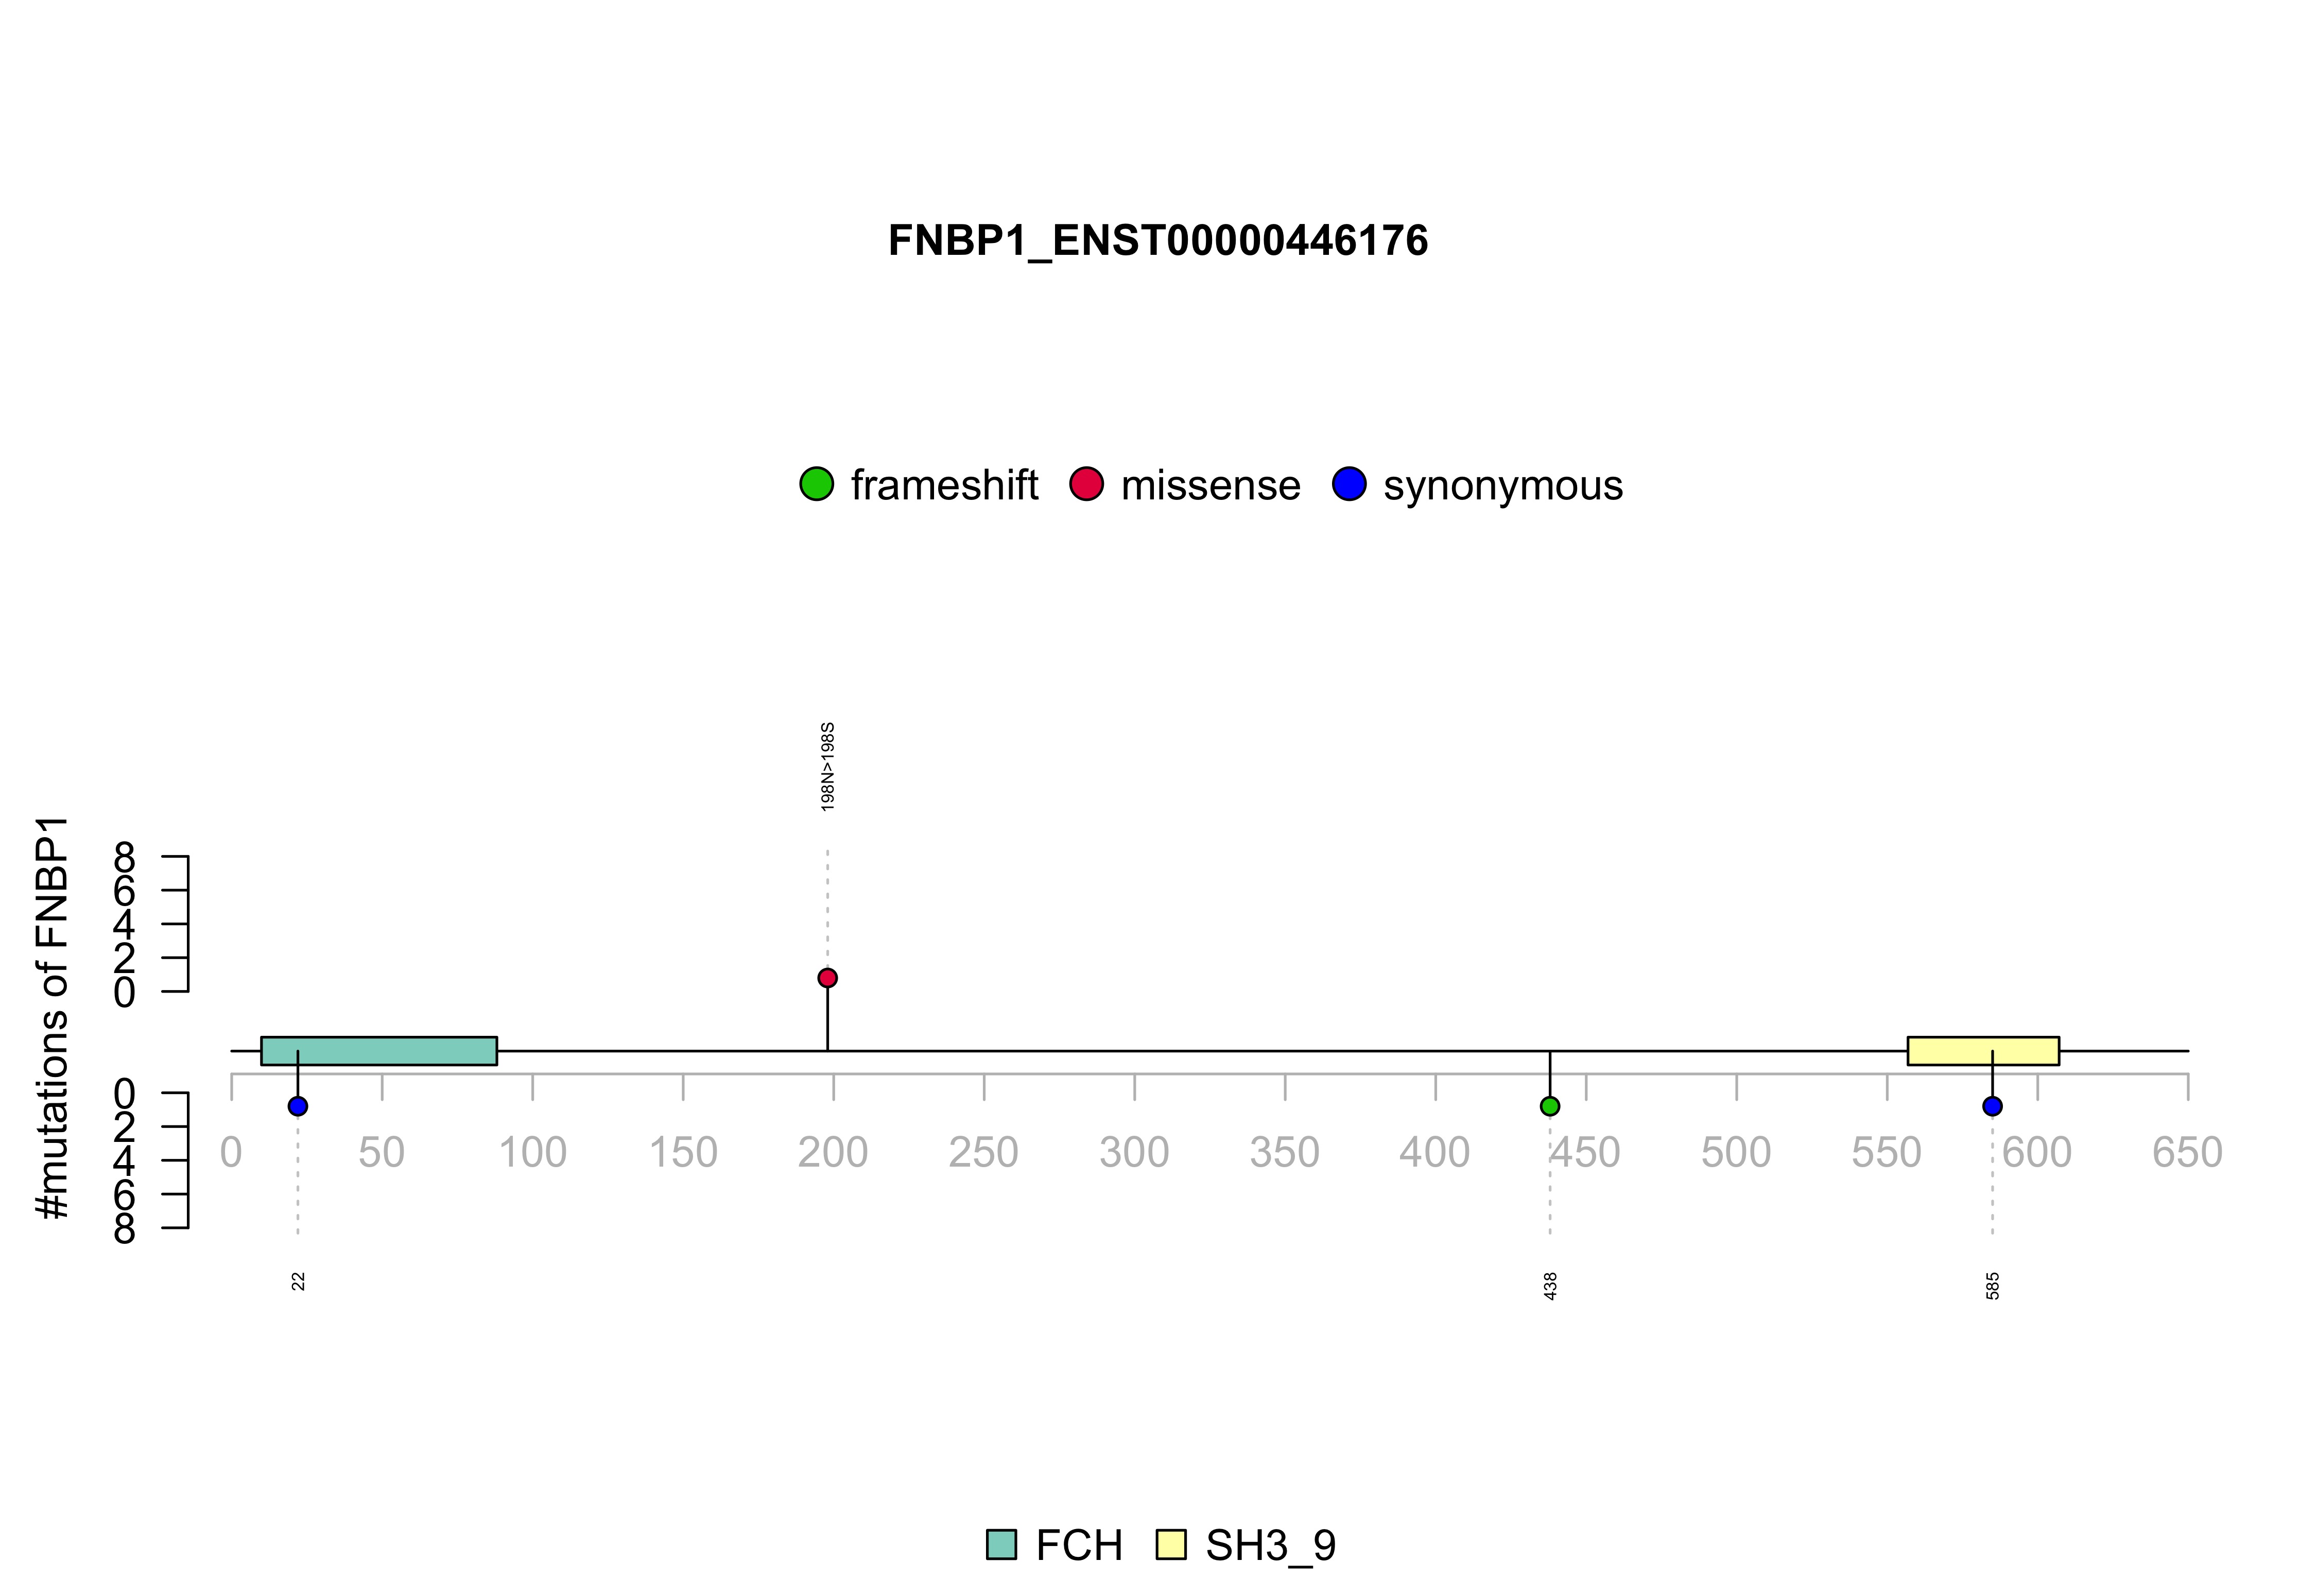 FNBP1_ENST00000446176
frameshift missense synonymous
198N>198S
#mutations of FNBP1
8
6
4
2
0
0
2
4
6
8
0 50 100 150 200 250 300 350 400 450 500 550 600 650
22 438 585
FCH SH3_9